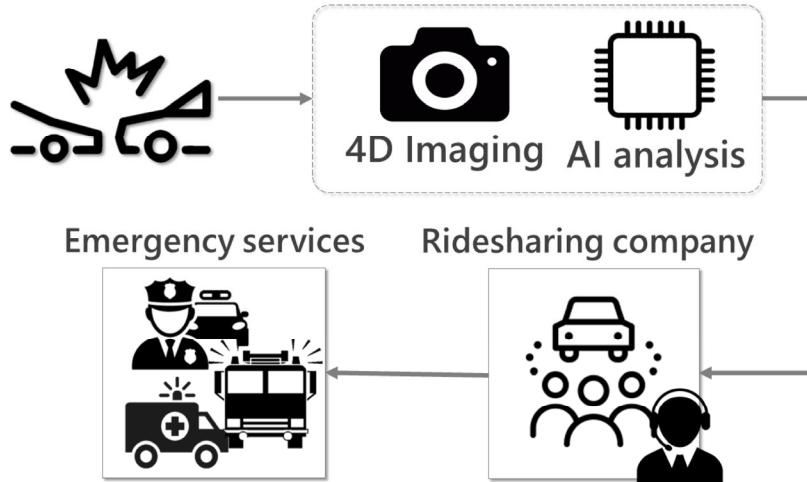 4D Imaging
AI analysis
Emergency services
Ridesharing company